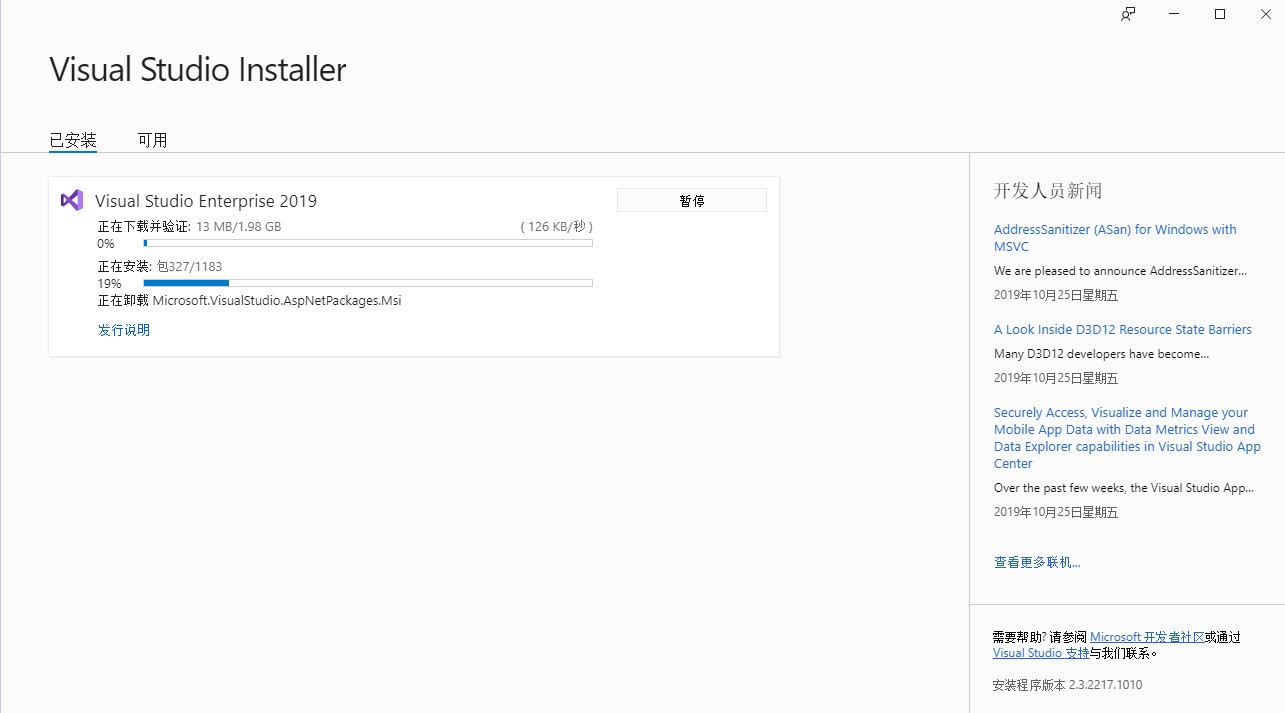 Visual Studio Installer
已安装
可用
Visual Studio Enterprise 2019
暂停
正在下载并验证: 13 MB/1.98 GB
( 126 KB/秒 )
0%
正在安装: 包327/1183
19%
正在卸载 Microsoft.VisualStudio.AspNetPackages.Msi
发行说明
开发人员新闻
AddressSanitizer (ASan) for Windows with
MSVC
We are pleased to announce AddressSanitizer...
2019年10月25日星期五
A Look Inside D3D12 Resource State Barriers
Many D3D12 developers have become...
2019年10月25日星期五
Securely Access, Visualize and Manage your
Mobile App Data with Data Metrics View and
Data Explorer capabilities in Visual Studio App
Center
Over the past few weeks, the Visual Studio App...
2019年10月25日星期五
查看更多联机...
需要帮助? 请参阅 Microsoft 开发者社区或通过
Visual Studio 支持与我们联系。
安装程序版本 2.3.2217.1010